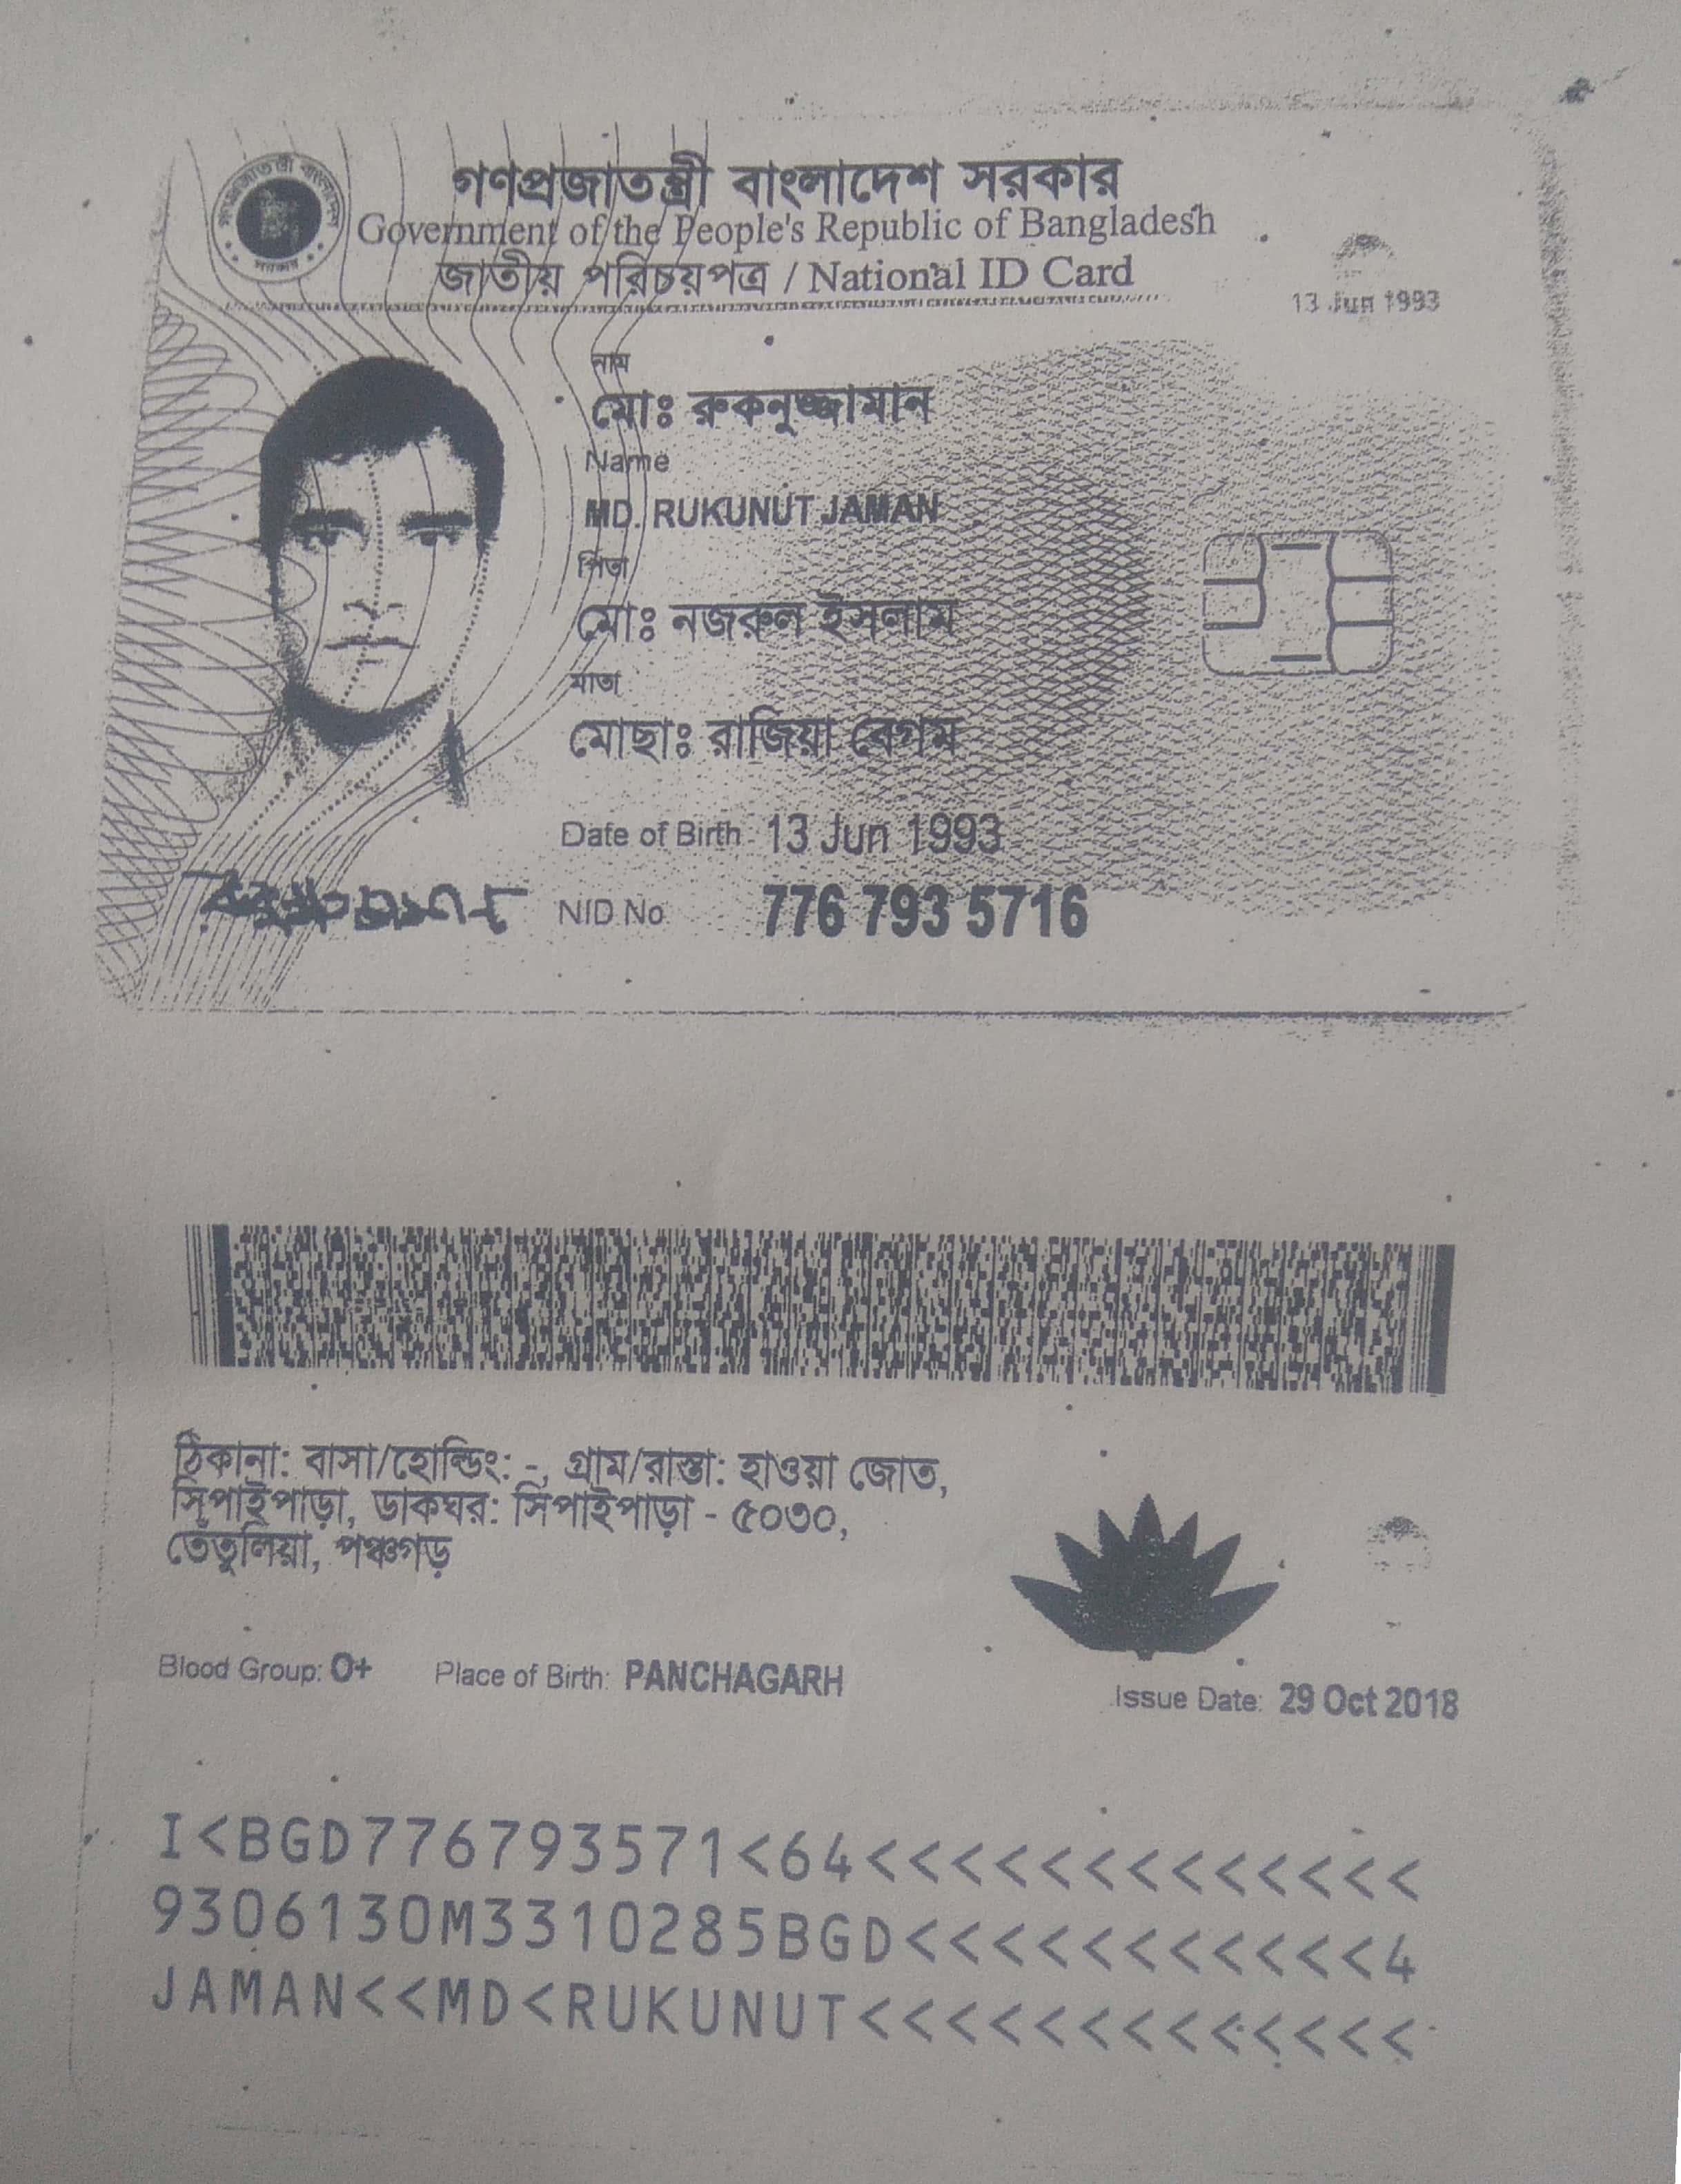 গণপ্রজাতন্ত্রী বাংলাদেশ সরকার
Government of the People's Republic of Bangladesh
জাতীয় পরিচয়পত্র / National ID Card
13 Jun 1993
নাম
মোঃ রুকনুজ্জামান
Name
MD. RUKUNUT JAMAN
পিতা
মোঃ নজরুল ইসলাম
মাতা
মোছাঃ রাজিয়া বেগম
Date of Birth 13 Jun 1993
NID No 776 793 5716
ঠিকানা: বাসা/হোল্ডিং: -, গ্রাম/রাস্তা: হাওয়া জোত,
সিপাইপাড়া, ডাকঘর: সিপাইপাড়া - ৫০৩০,
তেঁতুলিয়া, পঞ্চগড়
Blood Group: O+ Place of Birth: PANCHAGARH
Issue Date: 29 Oct 2018
I<BGD776793571<64<<<<<<<<<<<<<
9306130M3310285BGD<<<<<<<<<<<4
JAMAN<<MD<RUKUNUT<<<<<<<<<<<<<